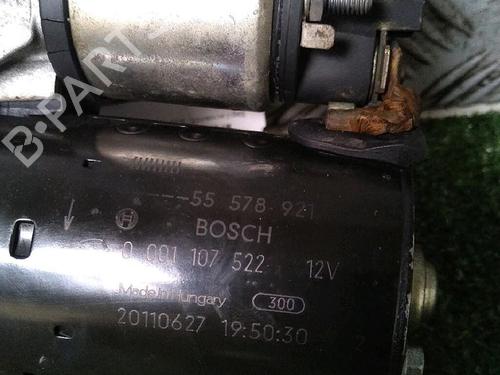 B-PARTS
55 578 921
BOSCH
0 001 107 522 12V
Made in Hungary 300
20110627 19:50:30